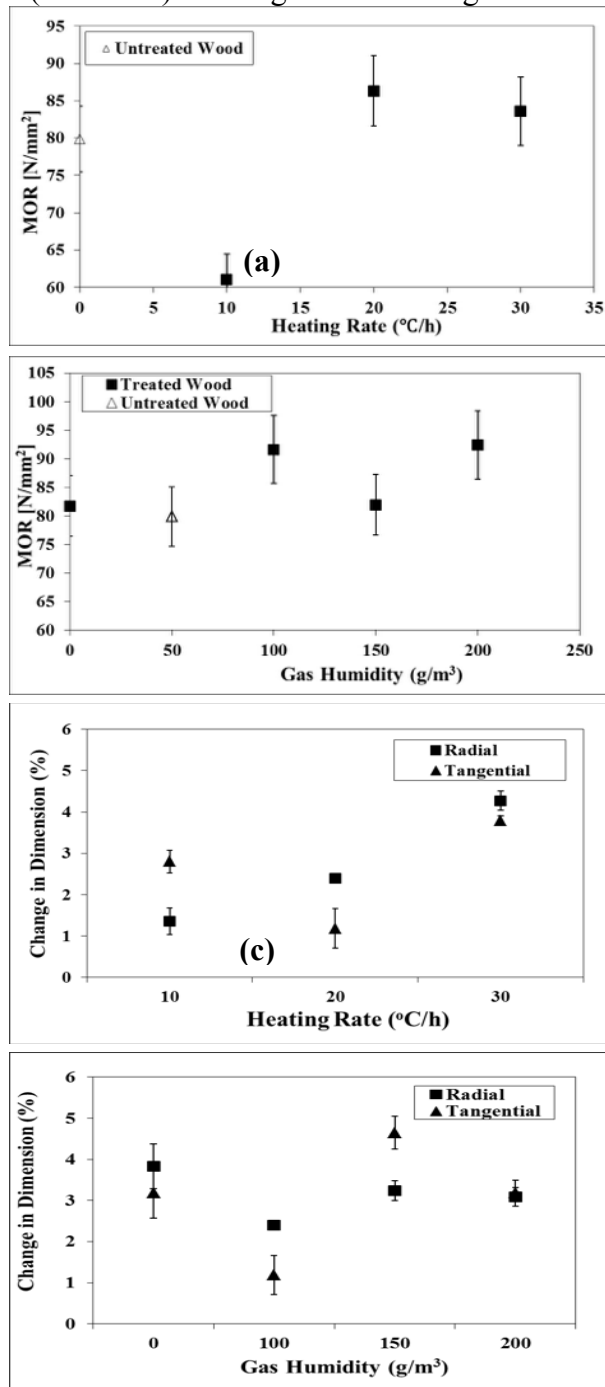 △ Untreated Wood
MOR [N/mm²]
95
90
85
80
75
70
65
60
(a)
0 5 10 15 20 25 30 35
Heating Rate (°C/h)
■ Treated Wood
△ Untreated Wood
MOR [N/mm²]
105
100
95
90
85
80
75
70
65
60
0 50 100 150 200 250
Gas Humidity (g/m³)
■ Radial
▲ Tangential
Change in Dimension (%)
6
5
4
3
2
1
0
(c)
10 20 30
Heating Rate (°C/h)
■ Radial
▲ Tangential
Change in Dimension (%)
6
5
4
3
2
1
0
0 100 150 200
Gas Humidity (g/m³)